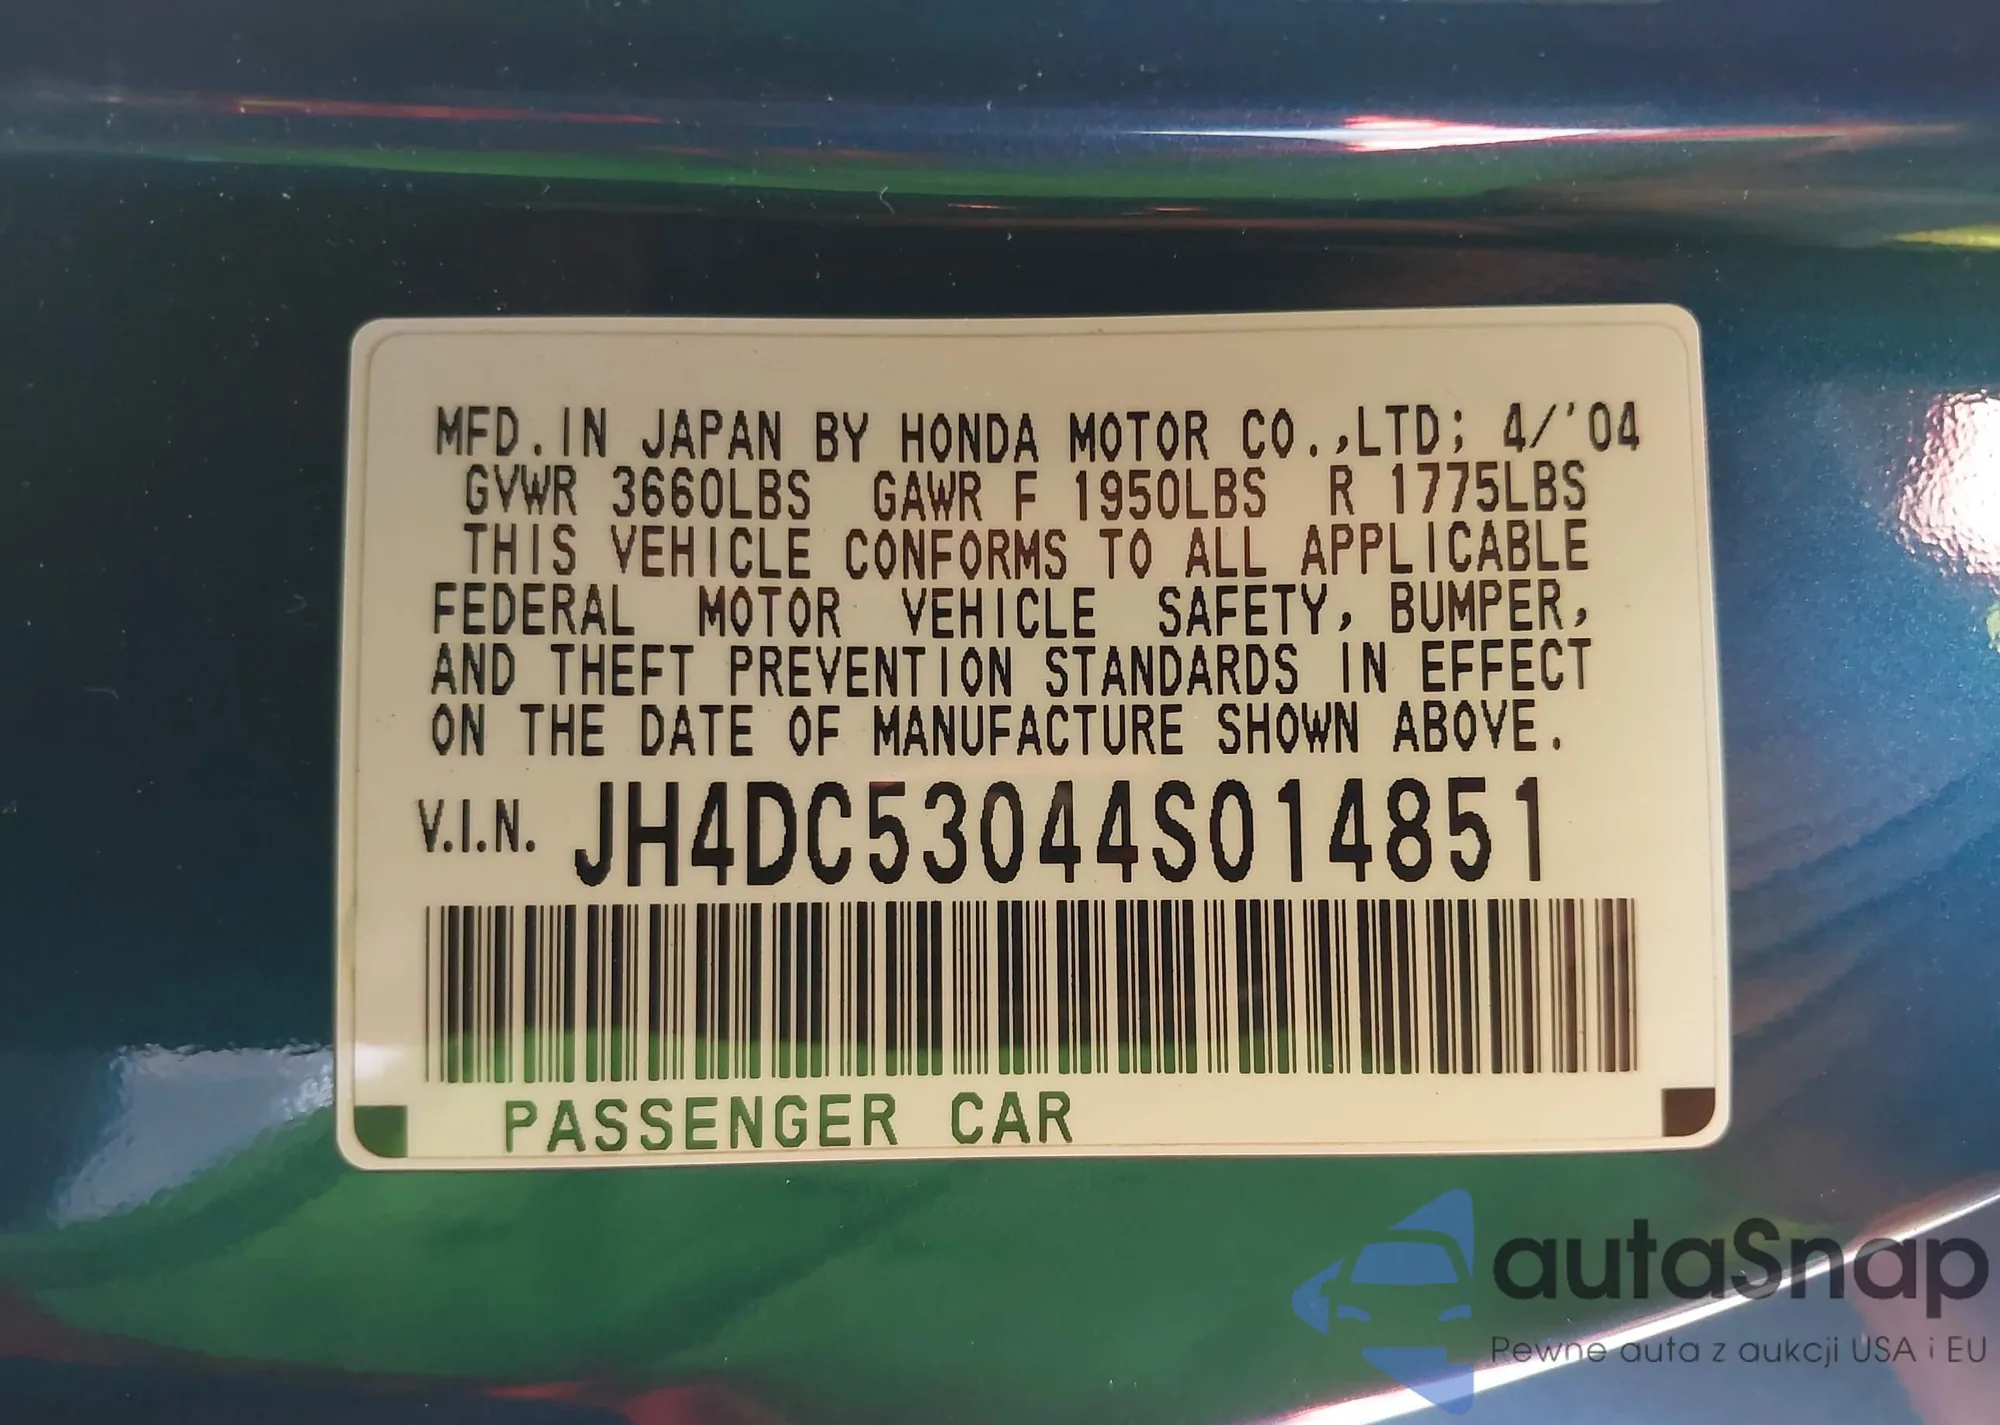 MFD.IN JAPAN BY HONDA MOTOR CO.,LTD; 4/'04
GVWR 3660LBS GAWR F 1950LBS R 1775LBS
THIS VEHICLE CONFORMS TO ALL APPLICABLE
FEDERAL MOTOR VEHICLE SAFETY, BUMPER,
AND THEFT PREVENTION STANDARDS IN EFFECT
ON THE DATE OF MANUFACTURE SHOWN ABOVE.
V.I.N. JH4DC53044S014851
PASSENGER CAR
autaSnap
Pewne auta z aukcji USA i EU